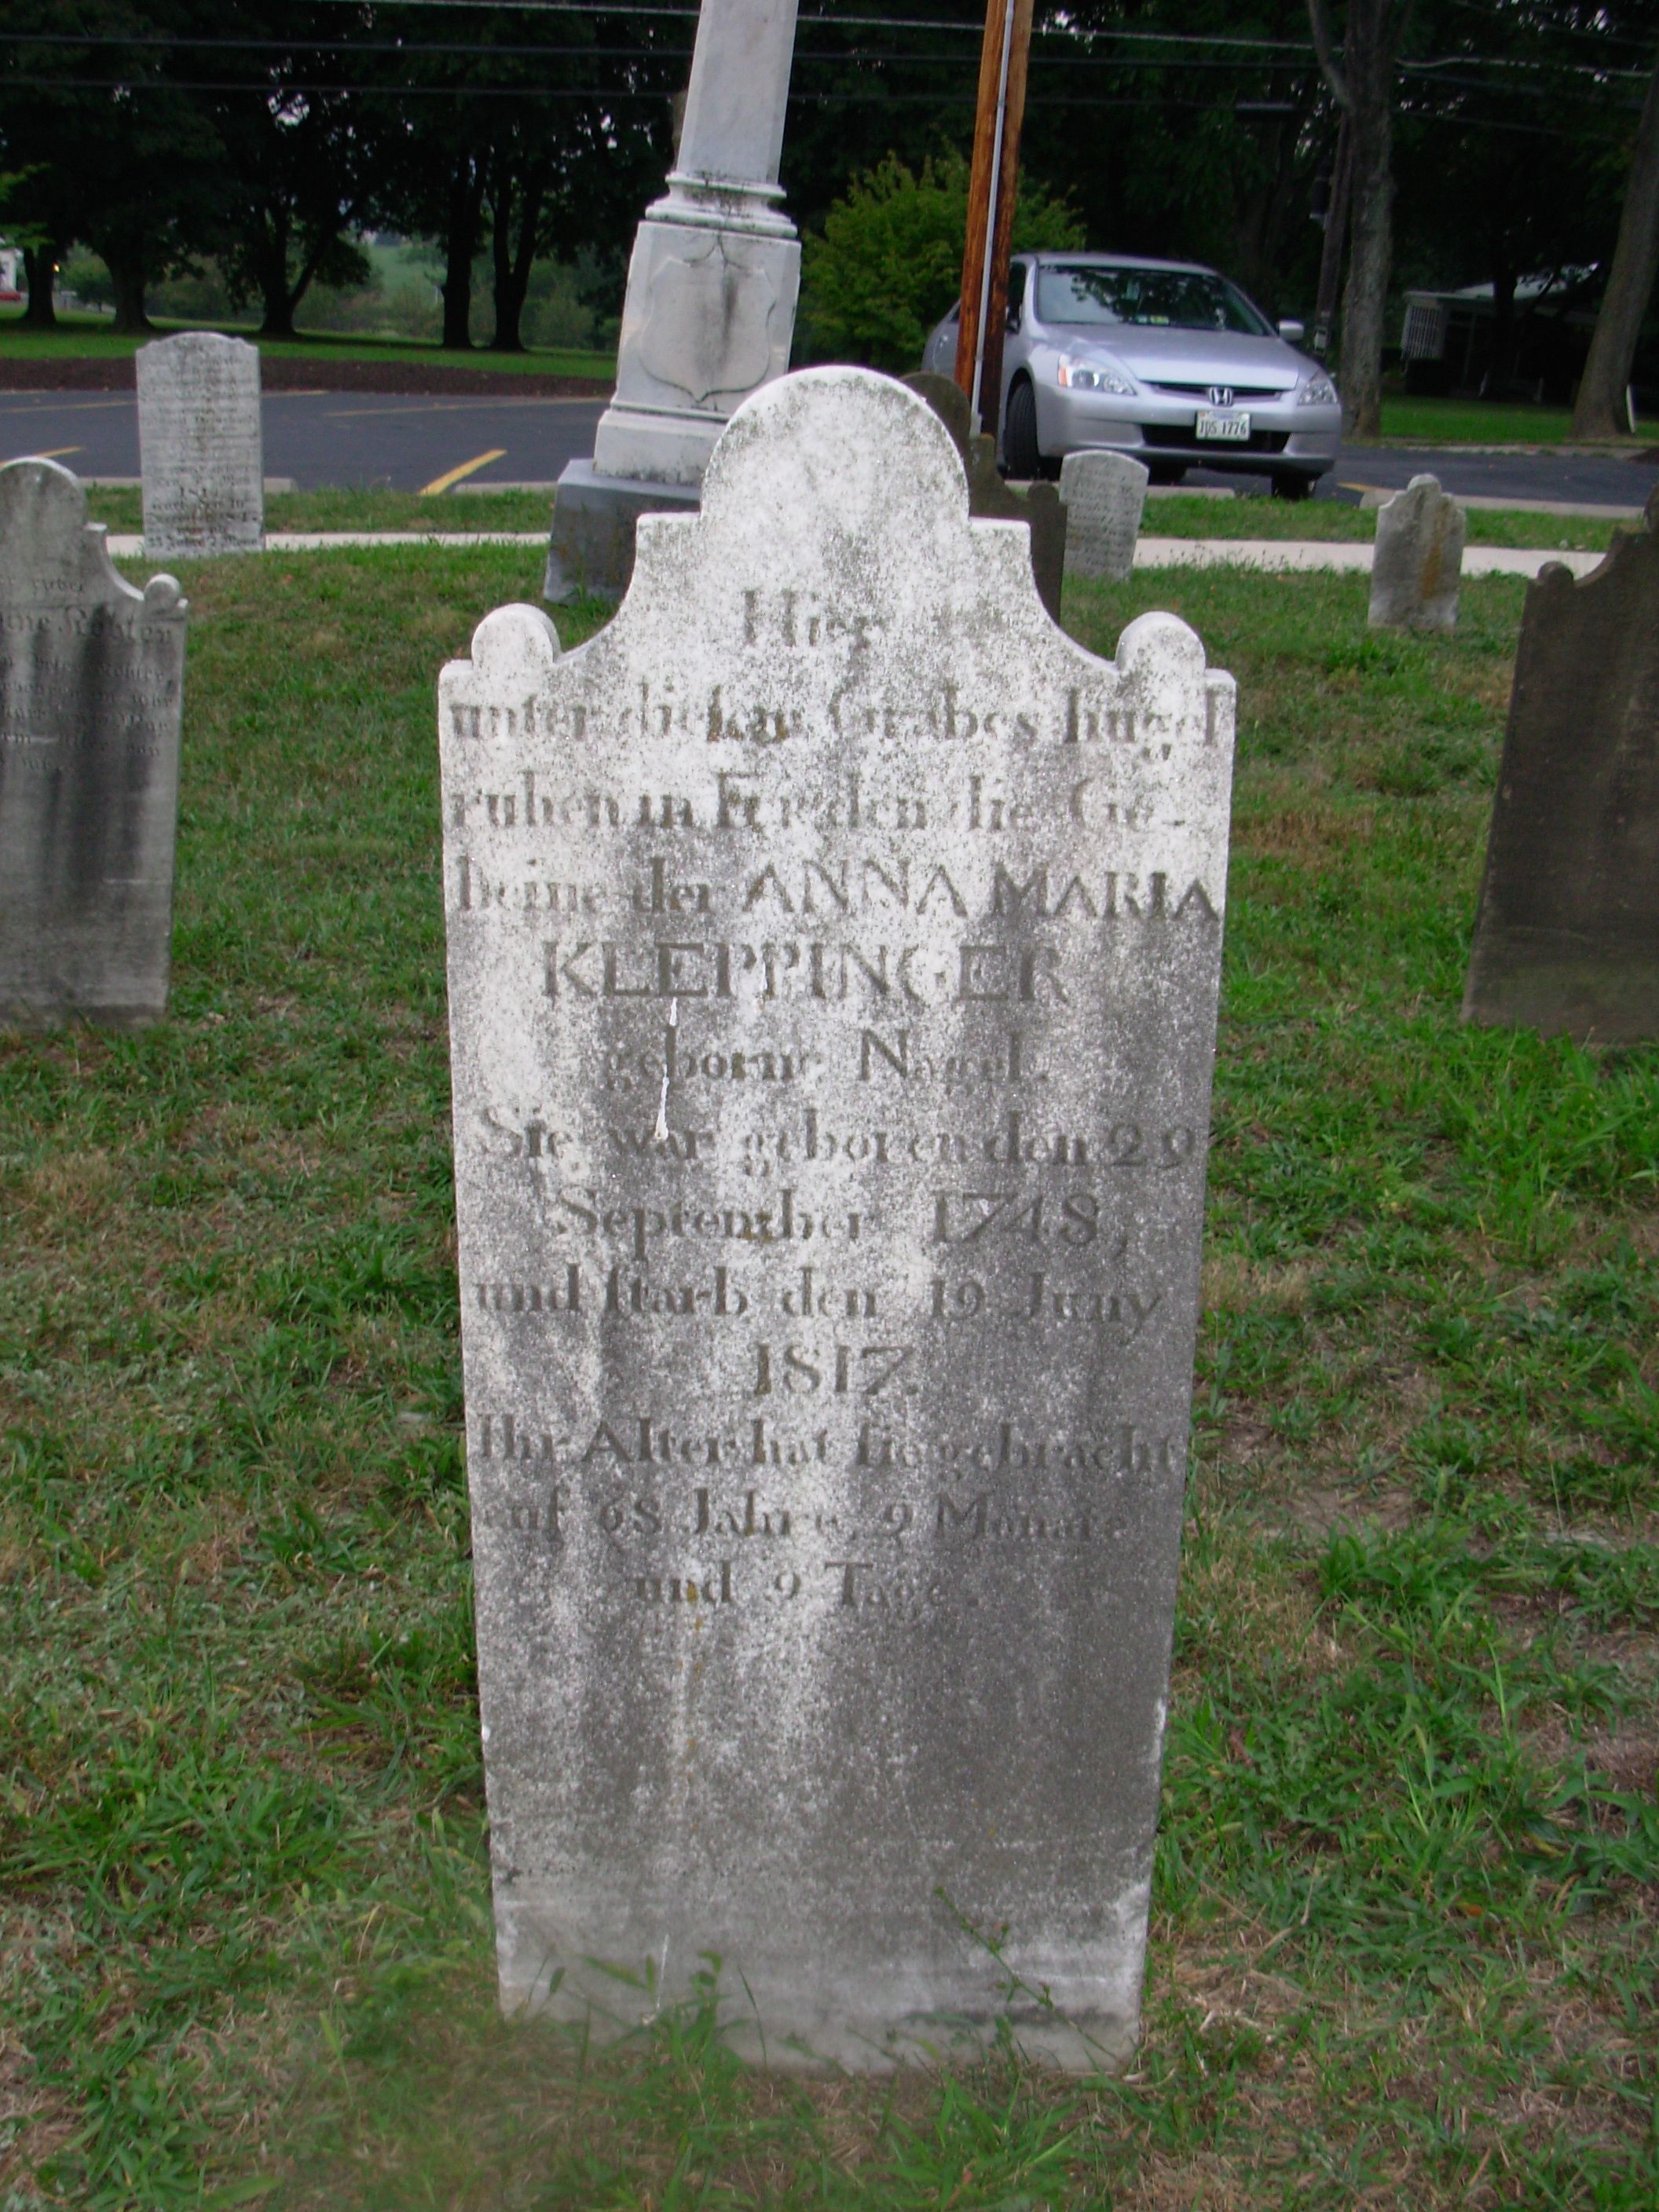 Hier
unter dieſem Grabes hügel
ruhen in Frieden die Ge-
beine der ANNA MARIA
KLEPPINGER
geborne Nagel.
Sie war geboren den 29
September 1748,
und ſtarb den 19 Juny
1817.
Ihr Alter hat ſie gebracht
auf 68 Jahre, 9 Monate
und 9 Tage.
JDS 1776